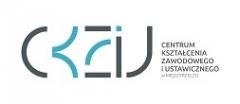 CKZiU
CENTRUM
KSZTAŁCENIA
ZAWODOWEGO
i USTAWICZNEGO
w MIĘDZYRZECZU